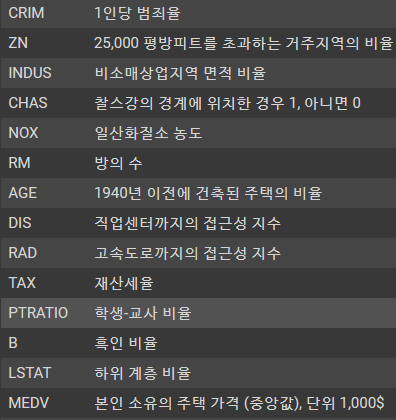 CRIM 1인당 범죄율
ZN 25,000 평방피트를 초과하는 거주지역의 비율
INDUS 비소매상업지역 면적 비율
CHAS 찰스강의 경계에 위치한 경우 1, 아니면 0
NOX 일산화질소 농도
RM 방의 수
AGE 1940년 이전에 건축된 주택의 비율
DIS 직업센터까지의 접근성 지수
RAD 고속도로까지의 접근성 지수
TAX 재산세율
PTRATIO 학생-교사 비율
B 흑인 비율
LSTAT 하위 계층 비율
MEDV 본인 소유의 주택 가격 (중앙값), 단위 1,000$